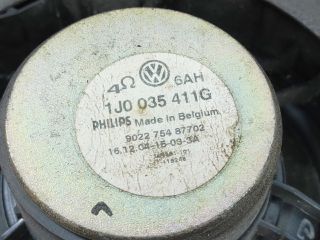 4Ω 6AH
1J0 035 411G
PHILIPS Made in Belgium
9022 754 87702
16.12.04-15-09-3A